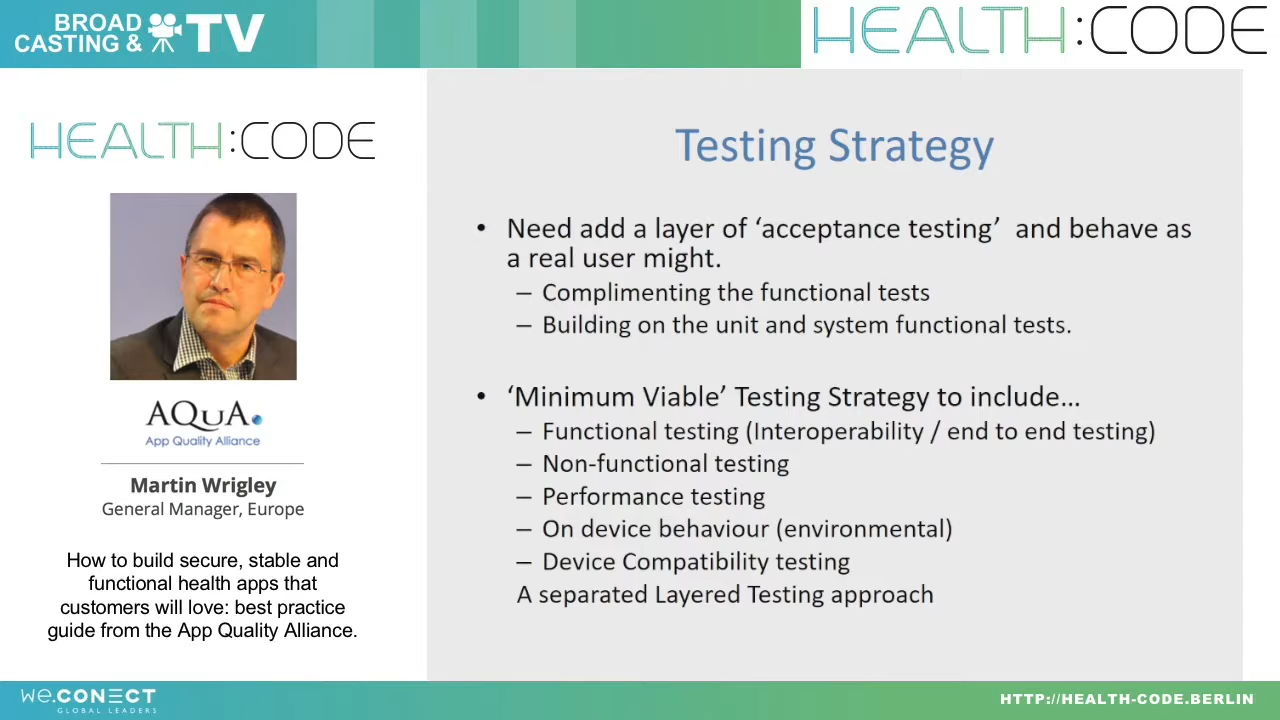 BROAD
CASTING & TV
HEALTH:CODE
HEALTH:CODE
AQuA
App Quality Alliance
Martin Wrigley
General Manager, Europe
How to build secure, stable and
functional health apps that
customers will love: best practice
guide from the App Quality Alliance.
Testing Strategy
• Need add a layer of ‘acceptance testing’ and behave as
a real user might.
– Complimenting the functional tests
– Building on the unit and system functional tests.
• ‘Minimum Viable’ Testing Strategy to include…
– Functional testing (Interoperability / end to end testing)
– Non-functional testing
– Performance testing
– On device behaviour (environmental)
– Device Compatibility testing
A separated Layered Testing approach
we.CONECT
GLOBAL LEADERS
HTTP://HEALTH-CODE.BERLIN